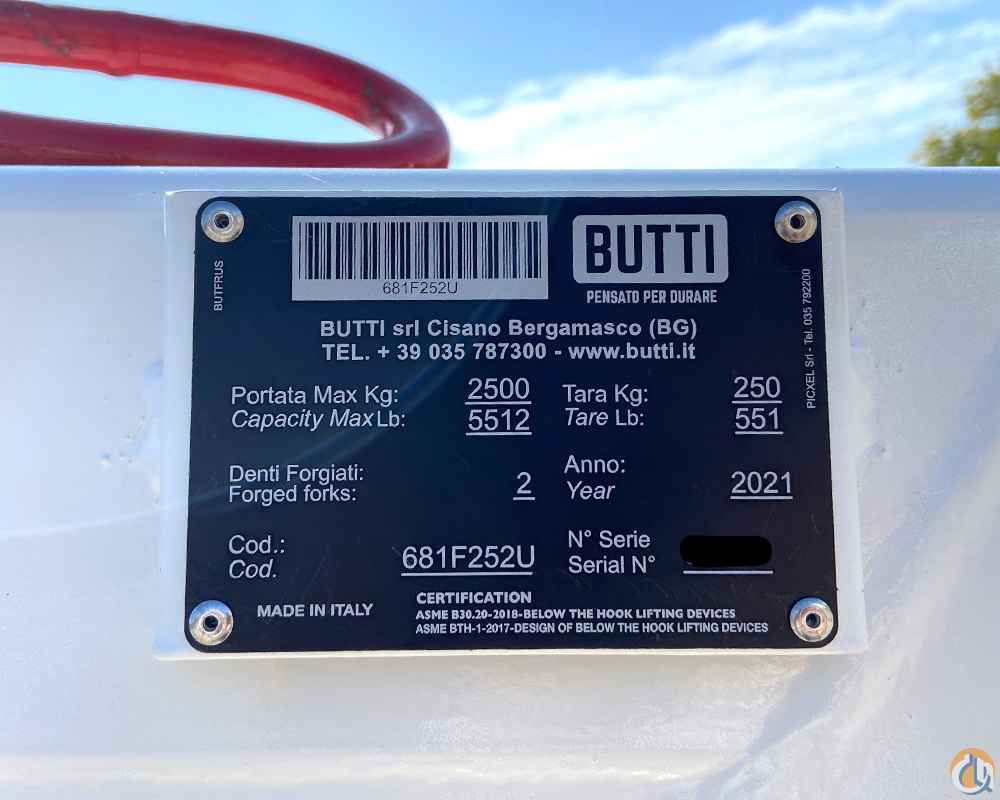 681F252U
BUTTI
PENSATO PER DURARE
BUTFRUS
PICXEL Srl - Tel. 035 792200
BUTTI srl Cisano Bergamasco (BG)
TEL. + 39 035 787300 - www.butti.it
Portata Max Kg: 2500 Tara Kg: 250
Capacity Max Lb: 5512 Tare Lb: 551
Denti Forgiati: Anno:
Forged forks: 2 Year 2021
Cod.: N° Serie
Cod. 681F252U Serial N°
MADE IN ITALY
CERTIFICATION
ASME B30.20-2018-BELOW THE HOOK LIFTING DEVICES
ASME BTH-1-2017-DESIGN OF BELOW THE HOOK LIFTING DEVICES